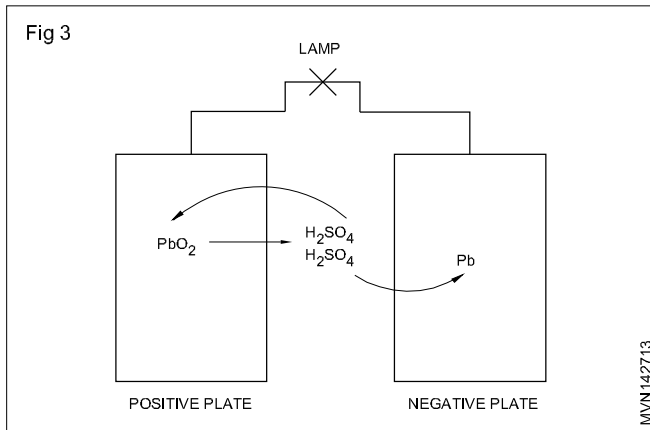 Fig 3
LAMP
PbO2
H2SO4
H2SO4
Pb
POSITIVE PLATE
NEGATIVE PLATE
MVN142713